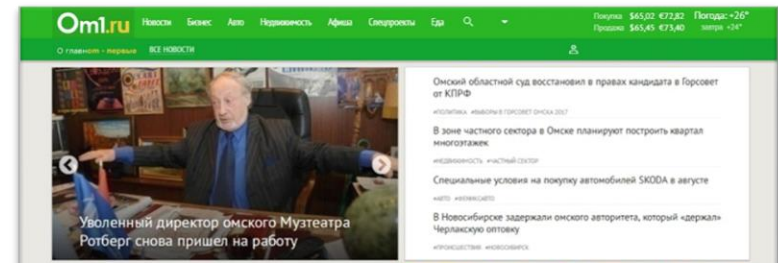 Om1.ru Новости Бизнес Авто Недвижимость Афиша Спецпроекты Еда
Покупка $65,02 €72,82 Погода: +26°
Продажа $65,45 €73,40 завтра +24°
О главном - первые ВСЕ НОВОСТИ
Уволенный директор омского Музтеатра
Ротберг снова пришел на работу
Омский областной суд восстановил в правах кандидата в Горсовет
от КПРФ
#ПОЛИТИКА #ВЫБОРЫ В ГОРСОВЕТ ОМСКА 2017
В зоне частного сектора в Омске планируют построить квартал
многоэтажек
#НЕДВИЖИМОСТЬ #ЧАСТНЫЙ СЕКТОР
Специальные условия на покупку автомобилей SKODA в августе
#АВТО
В Новосибирске задержали омского авторитета, который «держал»
Черлакскую оптовку
#ПРОИСШЕСТВИЯ #НОВОСИБИРСК